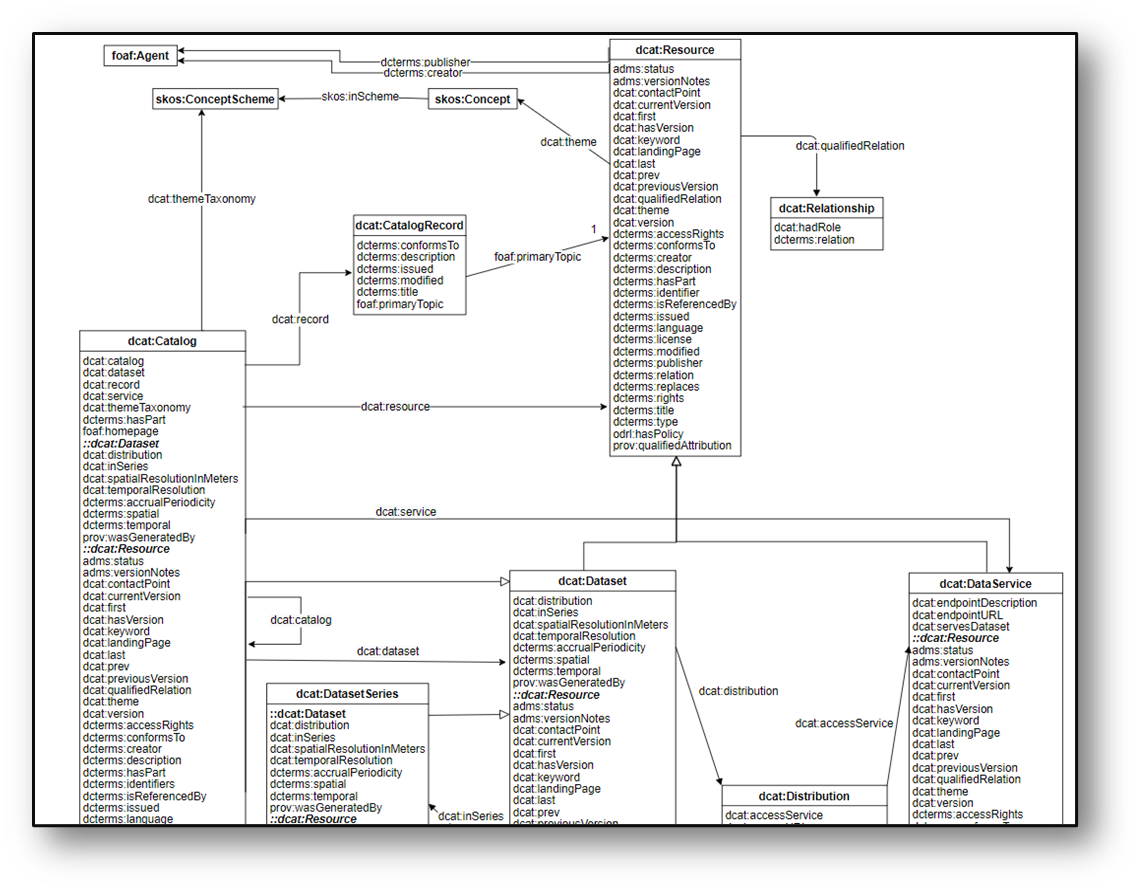 foaf:Agent
dcterms:publisher
dcterms:creator
skos:ConceptScheme
skos:inScheme
skos:Concept
dcat:theme
dcat:themeTaxonomy
dcat:Resource
adms:status
adms:versionNotes
dcat:contactPoint
dcat:currentVersion
dcat:first
dcat:hasVersion
dcat:keyword
dcat:landingPage
dcat:last
dcat:prev
dcat:previousVersion
dcat:qualifiedRelation
dcat:theme
dcat:version
dcterms:accessRights
dcterms:conformsTo
dcterms:creator
dcterms:description
dcterms:hasPart
dcterms:identifier
dcterms:isReferencedBy
dcterms:issued
dcterms:language
dcterms:license
dcterms:modified
dcterms:publisher
dcterms:relation
dcterms:replaces
dcterms:rights
dcterms:title
dcterms:type
odrl:hasPolicy
prov:qualifiedAttribution
dcat:qualifiedRelation
dcat:Relationship
dcat:hadRole
dcterms:relation
dcat:CatalogRecord
dcterms:conformsTo
dcterms:description
dcterms:issued
dcterms:modified
dcterms:title
foaf:primaryTopic
1
foaf:primaryTopic
dcat:record
dcat:Catalog
dcat:catalog
dcat:dataset
dcat:record
dcat:service
dcat:themeTaxonomy
dcterms:hasPart
foaf:homepage
::dcat:Dataset
dcat:distribution
dcat:inSeries
dcat:spatialResolutionInMeters
dcat:temporalResolution
dcterms:accrualPeriodicity
dcterms:spatial
dcterms:temporal
prov:wasGeneratedBy
::dcat:Resource
adms:status
adms:versionNotes
dcat:contactPoint
dcat:currentVersion
dcat:first
dcat:hasVersion
dcat:keyword
dcat:landingPage
dcat:last
dcat:prev
dcat:previousVersion
dcat:qualifiedRelation
dcat:theme
dcat:version
dcterms:accessRights
dcterms:conformsTo
dcterms:creator
dcterms:description
dcterms:hasPart
dcterms:identifiers
dcterms:isReferencedBy
dcterms:issued
dcterms:language
dcat:resource
dcat:service
dcat:catalog
dcat:dataset
dcat:DatasetSeries
::dcat:Dataset
dcat:distribution
dcat:inSeries
dcat:spatialResolutionInMeters
dcat:temporalResolution
dcterms:accrualPeriodicity
dcterms:spatial
dcterms:temporal
prov:wasGeneratedBy
::dcat:Resource
dcat:inSeries
dcat:Dataset
dcat:distribution
dcat:inSeries
dcat:spatialResolutionInMeters
dcat:temporalResolution
dcterms:accrualPeriodicity
dcterms:spatial
dcterms:temporal
prov:wasGeneratedBy
::dcat:Resource
adms:status
adms:versionNotes
dcat:contactPoint
dcat:currentVersion
dcat:first
dcat:hasVersion
dcat:keyword
dcat:landingPage
dcat:last
dcat:prev
dcat:previousVersion
dcat:distribution
dcat:accessService
dcat:Distribution
dcat:accessService
dcat:DataService
dcat:endpointDescription
dcat:endpointURL
dcat:servesDataset
::dcat:Resource
adms:status
adms:versionNotes
dcat:contactPoint
dcat:currentVersion
dcat:first
dcat:hasVersion
dcat:keyword
dcat:landingPage
dcat:last
dcat:prev
dcat:previousVersion
dcat:qualifiedRelation
dcat:theme
dcat:version
dcterms:accessRights